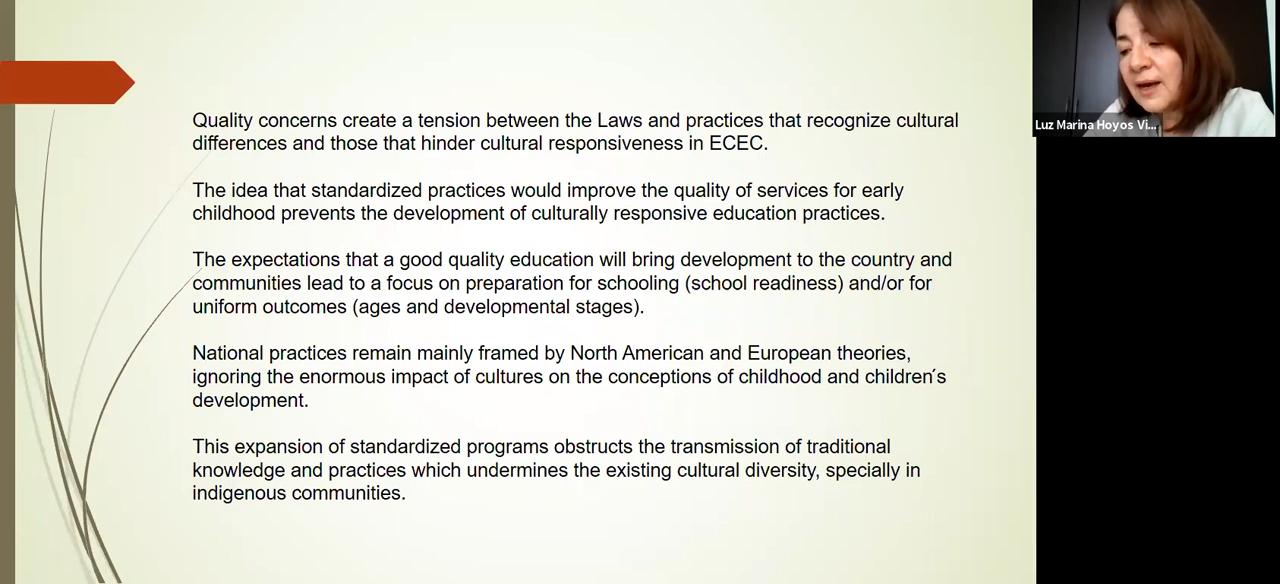 Quality concerns create a tension between the Laws and practices that recognize cultural
differences and those that hinder cultural responsiveness in ECEC.
The idea that standardized practices would improve the quality of services for early
childhood prevents the development of culturally responsive education practices.
The expectations that a good quality education will bring development to the country and
communities lead to a focus on preparation for schooling (school readiness) and/or for
uniform outcomes (ages and developmental stages).
National practices remain mainly framed by North American and European theories,
ignoring the enormous impact of cultures on the conceptions of childhood and children´s
development.
This expansion of standardized programs obstructs the transmission of traditional
knowledge and practices which undermines the existing cultural diversity, specially in
indigenous communities.
Luz Marina Hoyos Vi...